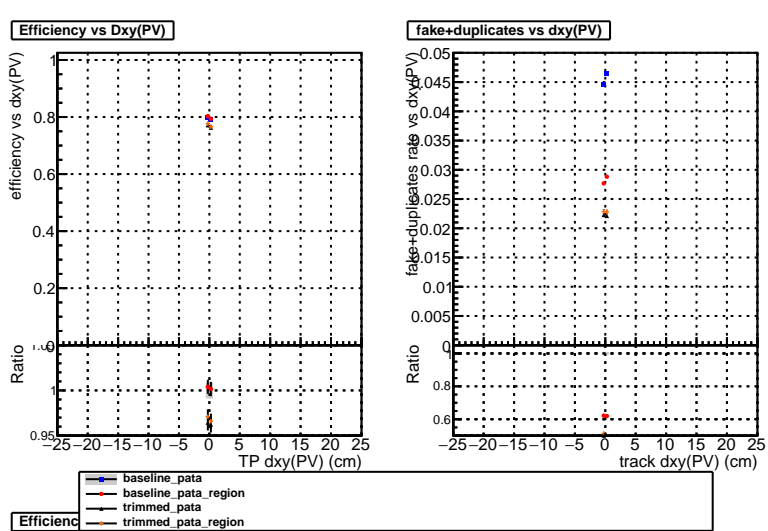 Efficiency vs Dxy(PV)
efficiency vs dxy(PV)
1
0.8
0.6
0.4
0.2
0
Ratio
1
0.95
−25 −20 −15 −10 −5 0 5 10 15 20 25
TP dxy(PV) (cm)
fake+duplicates vs dxy(PV)
fake+duplicates rate vs dxy(PV)
0.05
0.045
0.04
0.035
0.03
0.025
0.02
0.015
0.01
0.005
0
Ratio
1
0.8
0.6
−25 −20 −15 −10 −5 0 5 10 15 20 25
track dxy(PV) (cm)
baseline_pata
baseline_pata_region
trimmed_pata
trimmed_pata_region
Efficienc